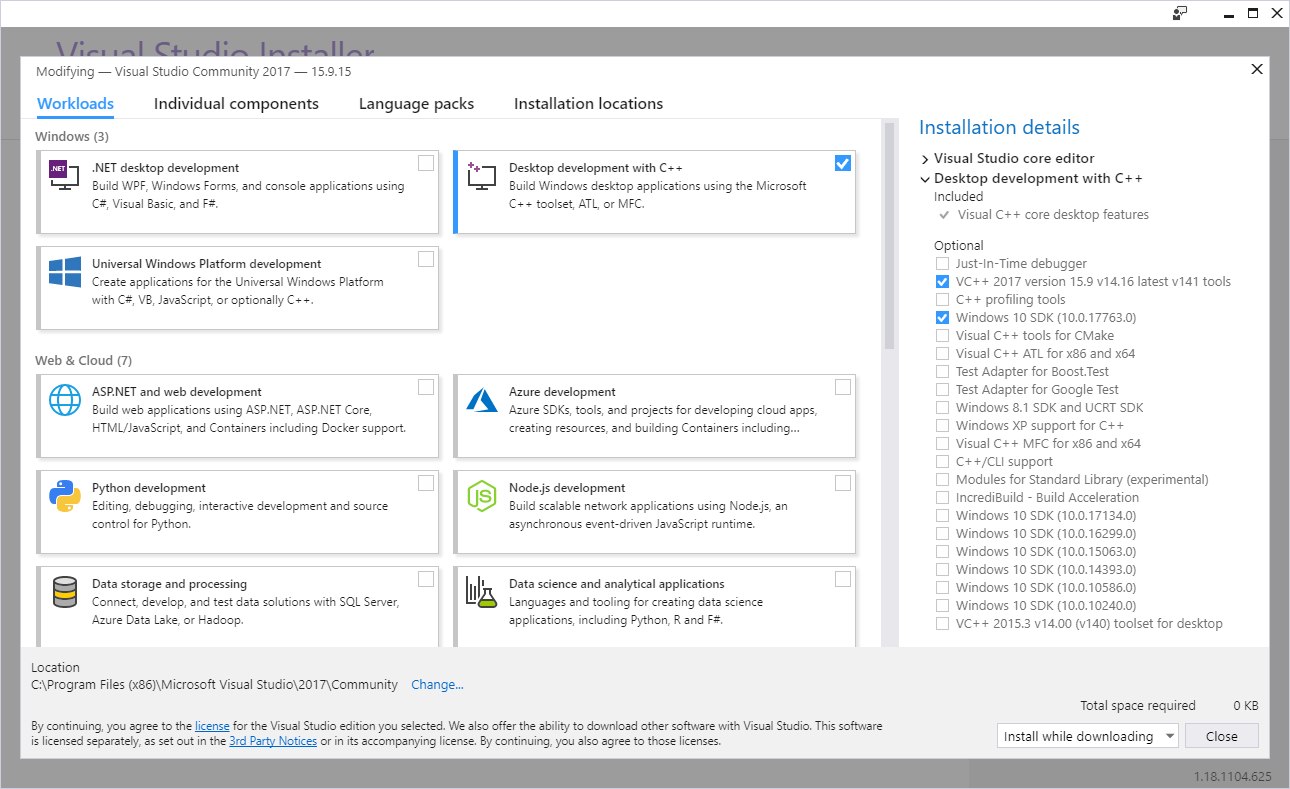 Visual Studio Installer
Modifying — Visual Studio Community 2017 — 15.9.15
Workloads Individual components Language packs Installation locations
Windows (3)
.NET
.NET desktop development
Build WPF, Windows Forms, and console applications using
C#, Visual Basic, and F#.
Desktop development with C++
Build Windows desktop applications using the Microsoft
C++ toolset, ATL, or MFC.
Universal Windows Platform development
Create applications for the Universal Windows Platform
with C#, VB, JavaScript, or optionally C++.
Web & Cloud (7)
ASP.NET and web development
Build web applications using ASP.NET, ASP.NET Core,
HTML/JavaScript, and Containers including Docker support.
Azure development
Azure SDKs, tools, and projects for developing cloud apps,
creating resources, and building Containers including...
Python development
Editing, debugging, interactive development and source
control for Python.
JS
Node.js development
Build scalable network applications using Node.js, an
asynchronous event-driven JavaScript runtime.
Data storage and processing
Connect, develop, and test data solutions with SQL Server,
Azure Data Lake, or Hadoop.
Data science and analytical applications
Languages and tooling for creating data science
applications, including Python, R and F#.
Installation details
Visual Studio core editor
Desktop development with C++
Included
Visual C++ core desktop features
Optional
Just-In-Time debugger
VC++ 2017 version 15.9 v14.16 latest v141 tools
C++ profiling tools
Windows 10 SDK (10.0.17763.0)
Visual C++ tools for CMake
Visual C++ ATL for x86 and x64
Test Adapter for Boost.Test
Test Adapter for Google Test
Windows 8.1 SDK and UCRT SDK
Windows XP support for C++
Visual C++ MFC for x86 and x64
C++/CLI support
Modules for Standard Library (experimental)
IncrediBuild - Build Acceleration
Windows 10 SDK (10.0.17134.0)
Windows 10 SDK (10.0.16299.0)
Windows 10 SDK (10.0.15063.0)
Windows 10 SDK (10.0.14393.0)
Windows 10 SDK (10.0.10586.0)
Windows 10 SDK (10.0.10240.0)
VC++ 2015.3 v14.00 (v140) toolset for desktop
Location
C:\Program Files (x86)\Microsoft Visual Studio\2017\Community Change...
By continuing, you agree to the license for the Visual Studio edition you selected. We also offer the ability to download other software with Visual Studio. This software
is licensed separately, as set out in the 3rd Party Notices or in its accompanying license. By continuing, you also agree to those licenses.
Total space required 0 KB
Install while downloading Close
1.18.1104.625